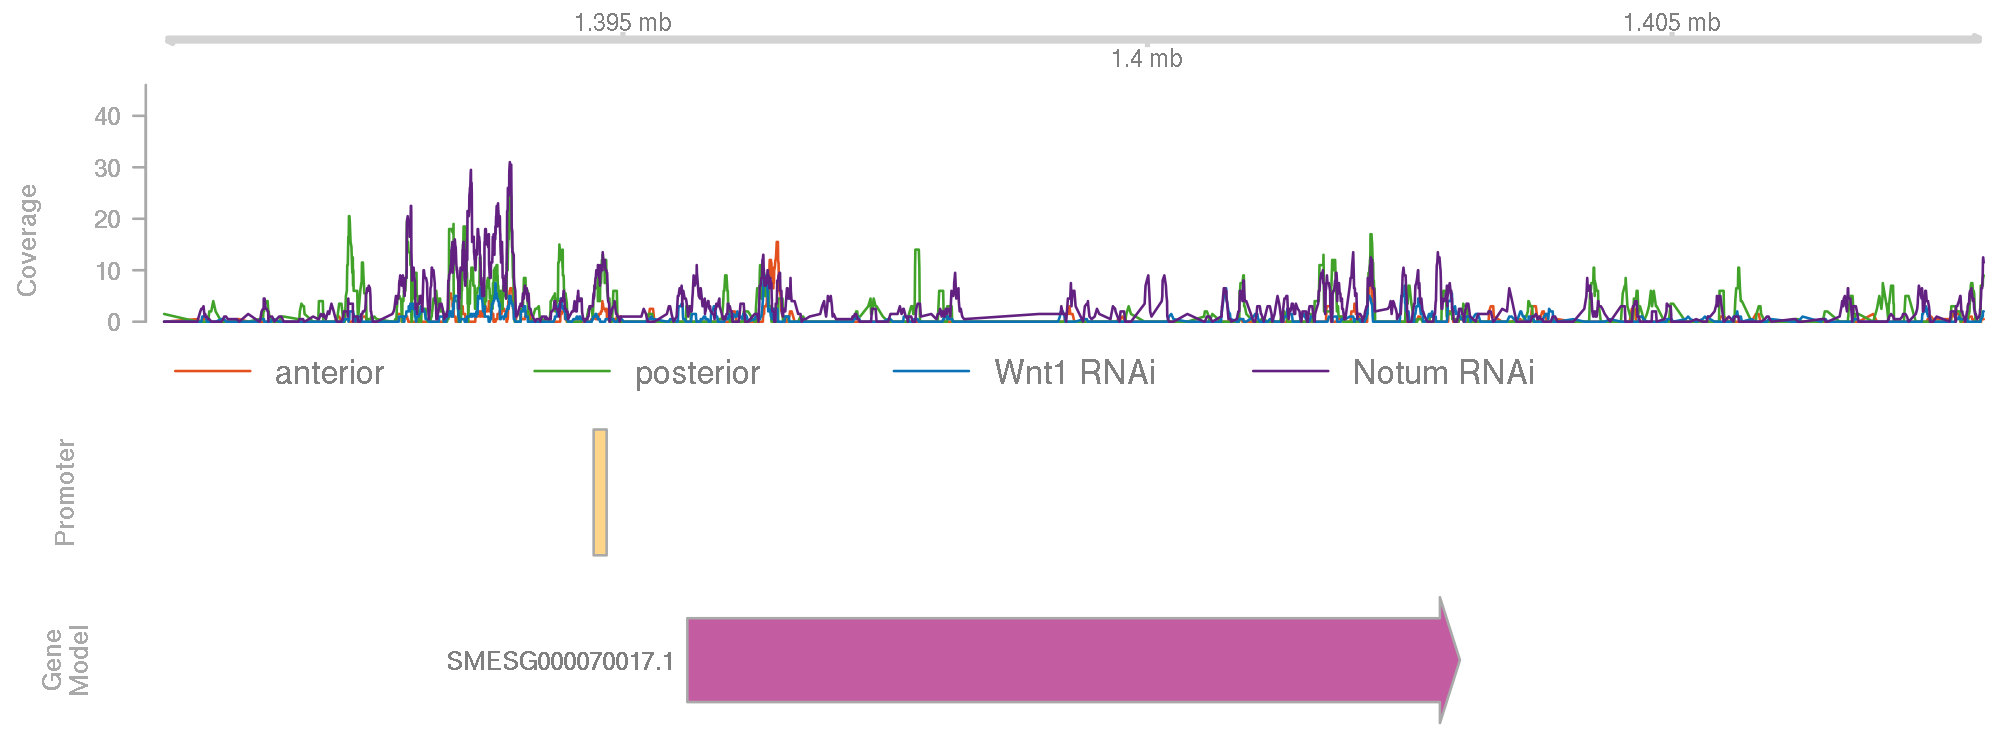 1.395 mb
1.405 mb
1.4 mb
Coverage
40
30
20
10
0
anterior posterior Wnt1 RNAi Notum RNAi
Promoter
Gene
Model
SMESG000070017.1